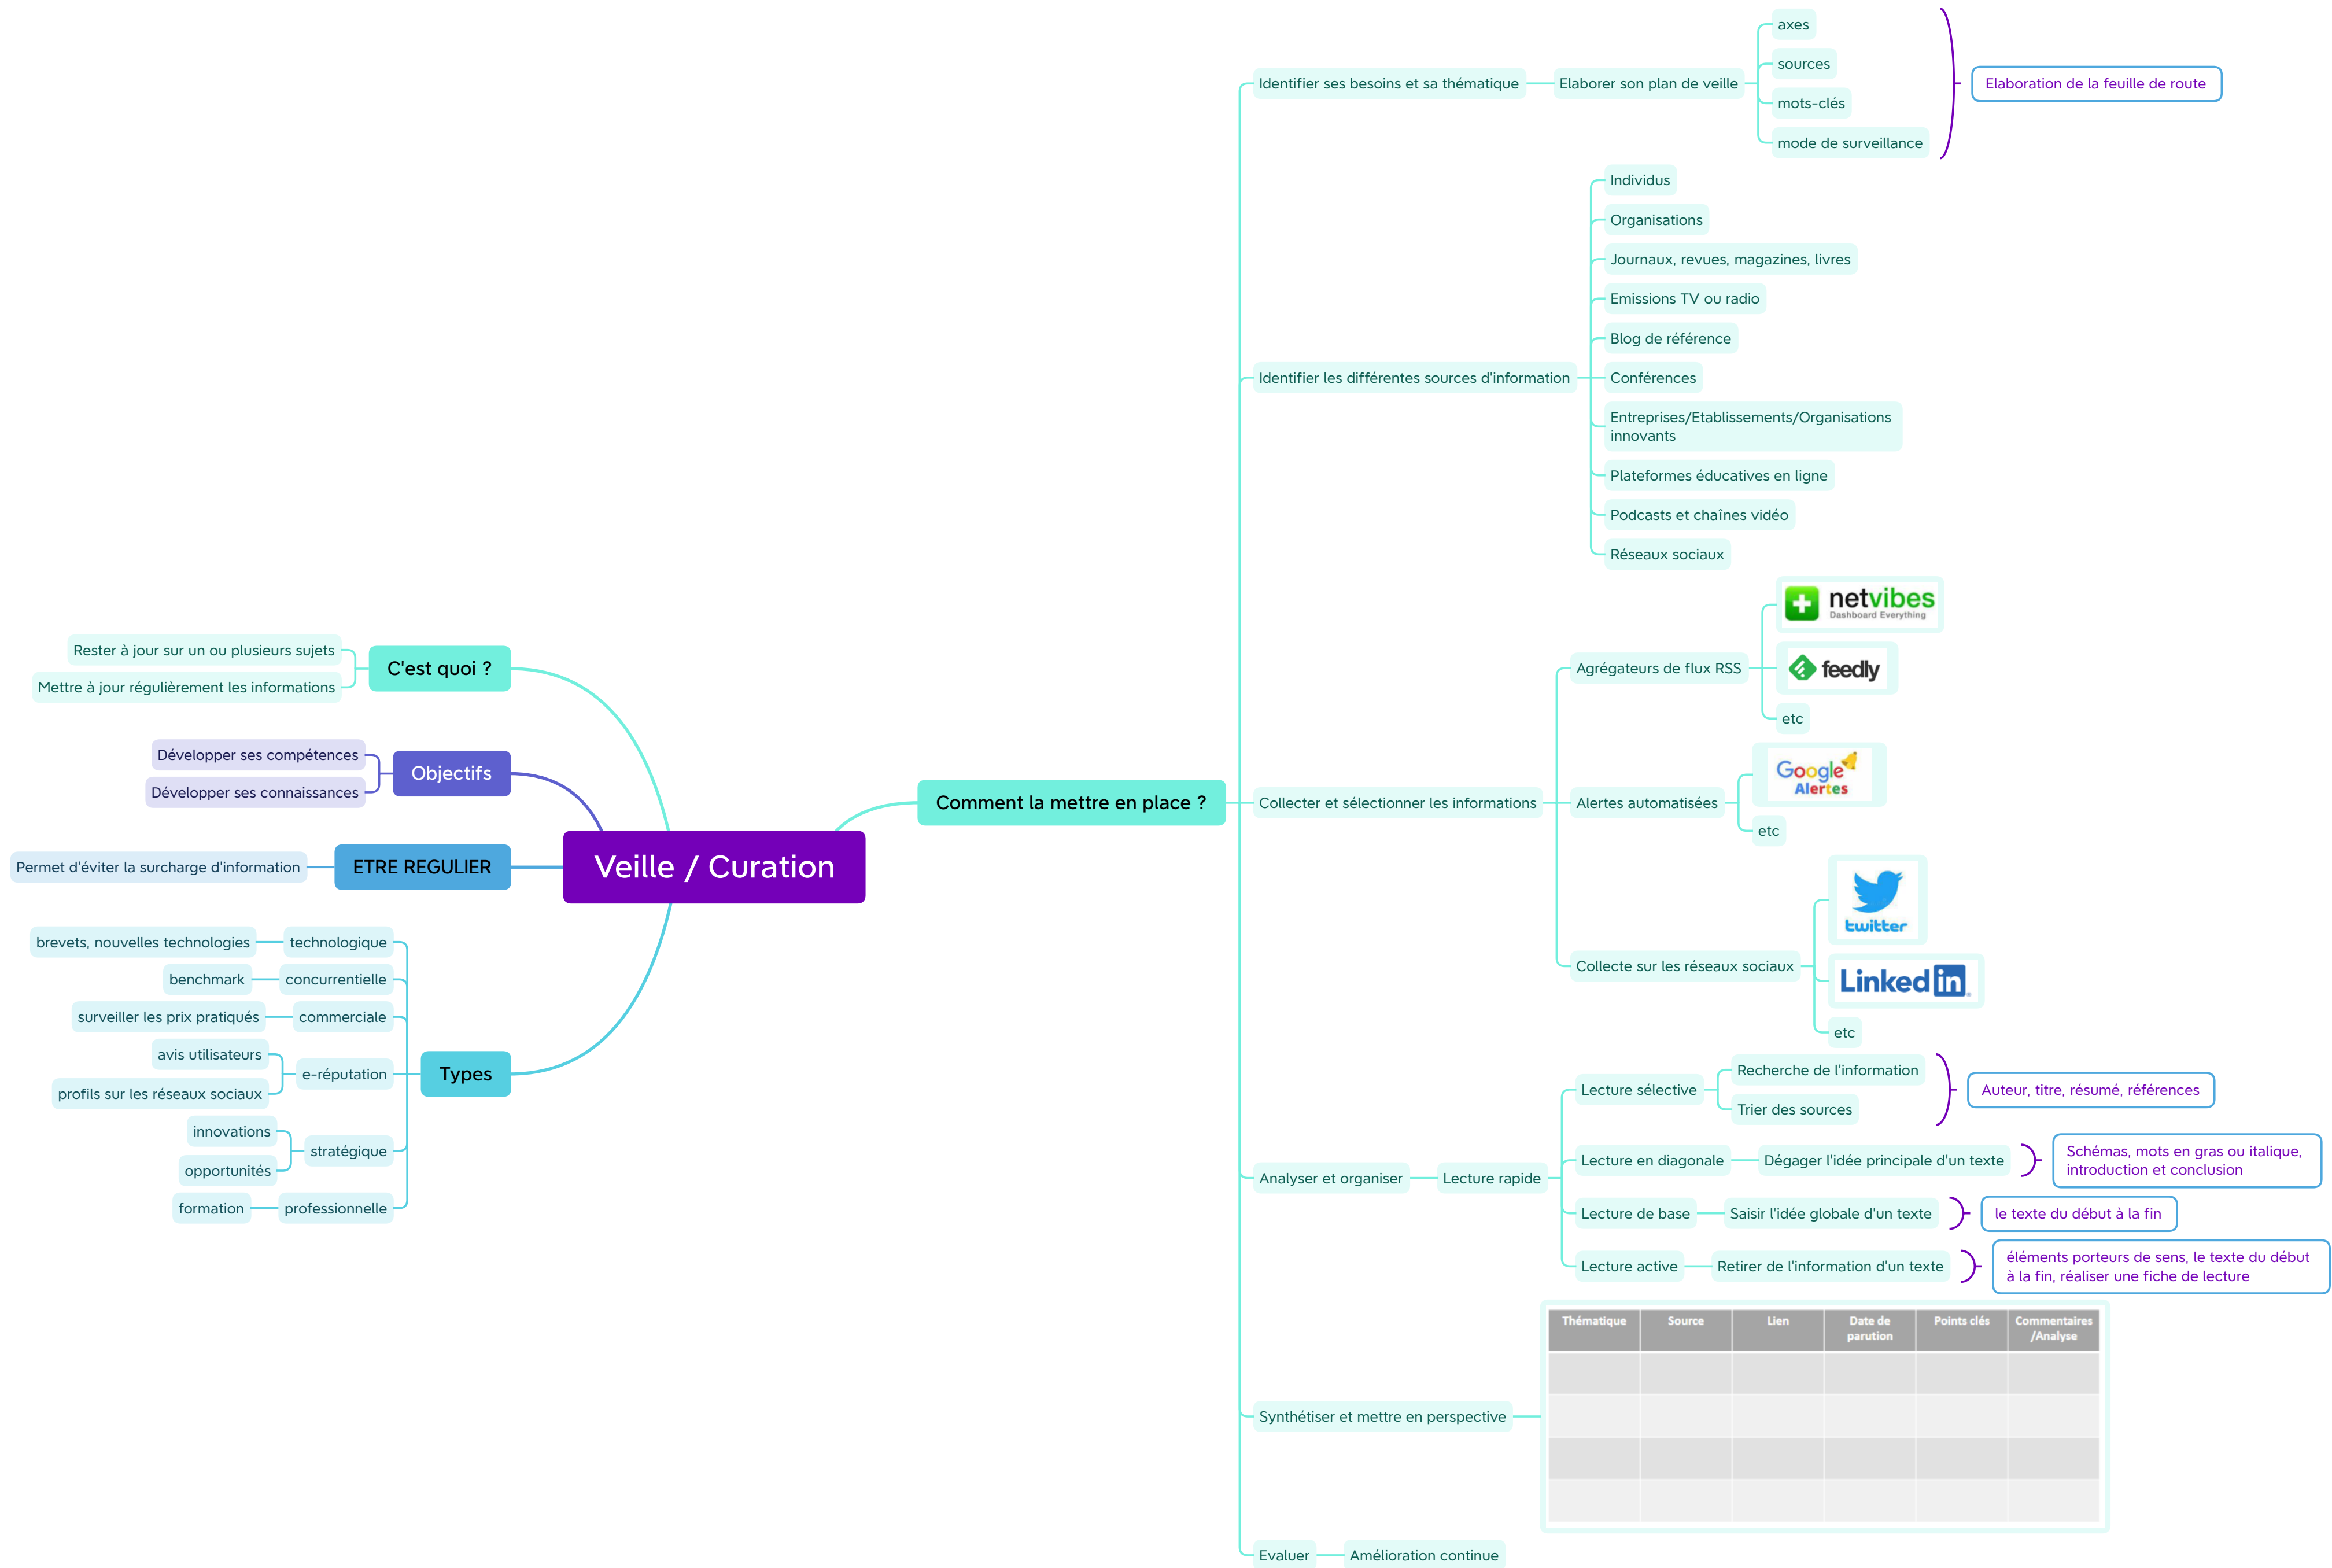 Veille / Curation
C'est quoi ?
Rester à jour sur un ou plusieurs sujets
Mettre à jour régulièrement les informations
Objectifs
Développer ses compétences
Développer ses connaissances
ETRE REGULIER
Permet d'éviter la surcharge d'information
Types
technologique
brevets, nouvelles technologies
concurrentielle
benchmark
commerciale
surveiller les prix pratiqués
e-réputation
avis utilisateurs
profils sur les réseaux sociaux
stratégique
innovations
opportunités
professionnelle
formation
Comment la mettre en place ?
Identifier ses besoins et sa thématique
Elaborer son plan de veille
axes
sources
mots-clés
mode de surveillance
Elaboration de la feuille de route
Identifier les différentes sources d'information
Individus
Organisations
Journaux, revues, magazines, livres
Emissions TV ou radio
Blog de référence
Conférences
Entreprises/Etablissements/Organisations
innovants
Plateformes éducatives en ligne
Podcasts et chaînes vidéo
Réseaux sociaux
Collecter et sélectionner les informations
Agrégateurs de flux RSS
netvibes
Dashboard Everything
feedly
etc
Alertes automatisées
Google
Alertes
etc
Collecte sur les réseaux sociaux
twitter
Linked in®
etc
Analyser et organiser
Lecture rapide
Lecture sélective
Recherche de l'information
Trier des sources
Auteur, titre, résumé, références
Lecture en diagonale
Dégager l'idée principale d'un texte
Schémas, mots en gras ou italique,
introduction et conclusion
Lecture de base
Saisir l'idée globale d'un texte
le texte du début à la fin
Lecture active
Retirer de l'information d'un texte
éléments porteurs de sens, le texte du début
à la fin, réaliser une fiche de lecture
Synthétiser et mettre en perspective
Thématique
Source
Lien
Date de
parution
Points clés
Commentaires
/Analyse
Evaluer
Amélioration continue